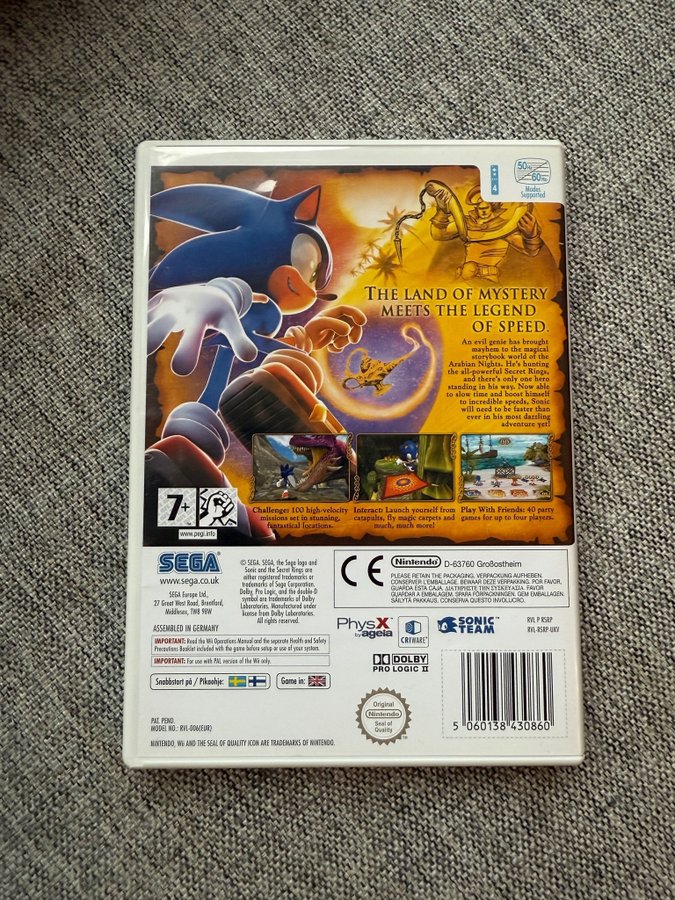 4
50Hz
60Hz
Modes
Supported
THE LAND OF MYSTERY
MEETS THE LEGEND
OF SPEED.
An evil genie has brought
mayhem to the magical
storybook world of the
Arabian Nights. He's hunting
the all-powerful Secret Rings,
and there's only one hero
standing in his way. Now able
to slow time and boost himself
to incredible speeds, Sonic
will need to be faster than
ever in his most dazzling
adventure yet!
7+
www.pegi.info
Challenge: 100 high-velocity
missions set in stunning,
fantastical locations.
Interact: Launch yourself from
catapults, fly magic carpets and
much, much more!
Play With Friends: 40 party
games for up to four players.
SEGA
www.sega.co.uk
SEGA Europe Ltd.,
27 Great West Road, Brentford,
Middlesex, TW8 9BW
© SEGA. SEGA, the Sega logo and
Sonic and the Secret Rings are
either registered trademarks or
trademarks of Sega Corporation.
Dolby, Pro Logic, and the double-D
symbol are trademarks of Dolby
Laboratories. Manufactured under
license from Dolby Laboratories.
All rights reserved.
ASSEMBLED IN GERMANY
IMPORTANT: Read the Wii Operations Manual and the separate Health and Safety
Precautions Booklet included with the game before setup or use of your system.
IMPORTANT: For use with PAL version of the Wii only.
Snabbstart på / Pikaohje:
Game in:
PAT. PEND.
MODEL NO.: RVL-006(EUR)
NINTENDO, Wii AND THE SEAL OF QUALITY ICON ARE TRADEMARKS OF NINTENDO.
CE
Nintendo D-63760 Großostheim
PLEASE RETAIN THE PACKAGING. VERPACKUNG AUFHEBEN.
CONSERVER L'EMBALLAGE. BEWAAR DEZE VERPAKKING. POR FAVOR,
GUARDAR ESTA CAJA. ΔΙΑΤΗΡΗΣΤΕ ΤΗΝ ΣΥΣΚΕΥΑΣΙΑ. FAVOR
GUARDAR A EMBALAGEM. SPARA FÖRPACKNINGEN. GEM EMBALLAGEN.
SÄILYTÄ PAKKAUS. CONSERVA QUESTO INVOLUCRO.
PhysX
by ageia
CRIWARE
SONIC
TEAM
RVL P RSRP
RVL-RSRP-UKV
DOLBY
PRO LOGIC II
Original
Nintendo
Seal of
Quality
5 060138 430860